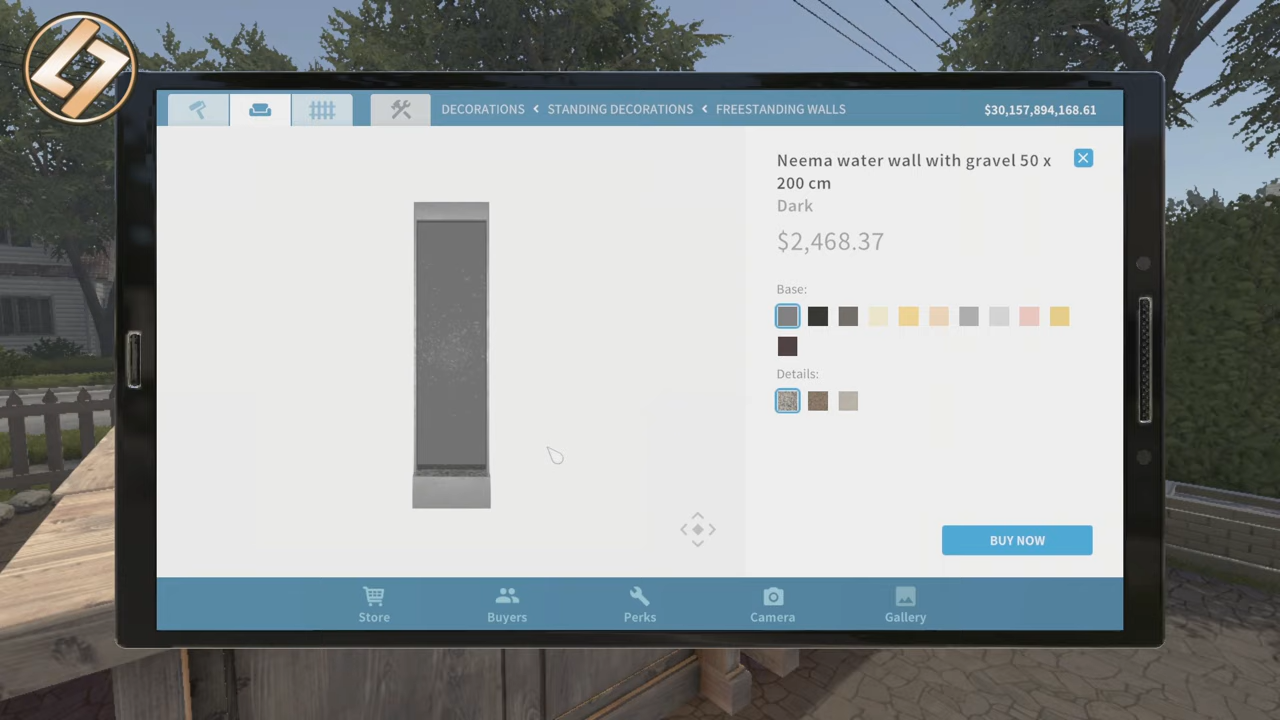 DECORATIONS < STANDING DECORATIONS < FREESTANDING WALLS
$30,157,894,168.61
Neema water wall with gravel 50 x
200 cm
Dark
$2,468.37
Base:
Details:
BUY NOW
Store
Buyers
Perks
Camera
Gallery